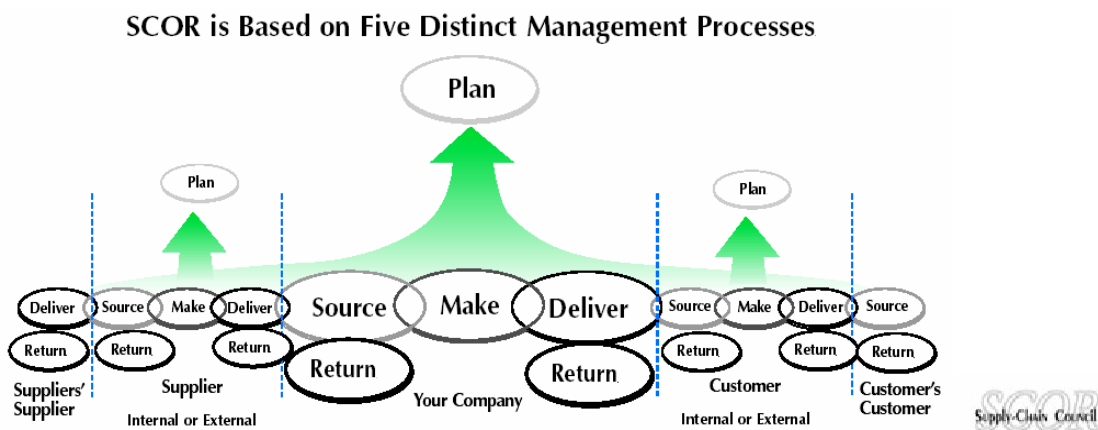 SCOR is Based on Five Distinct Management Processes
Plan
Plan
Plan
Deliver
Source
Make
Deliver
Source
Make
Deliver
Source
Make
Deliver
Source
Return
Return
Return
Return
Return
Return
Return
Return
Suppliers'
Supplier
Supplier
Internal or External
Your Company
Customer
Internal or External
Customer's
Customer
SCOR
Supply-Chain Council